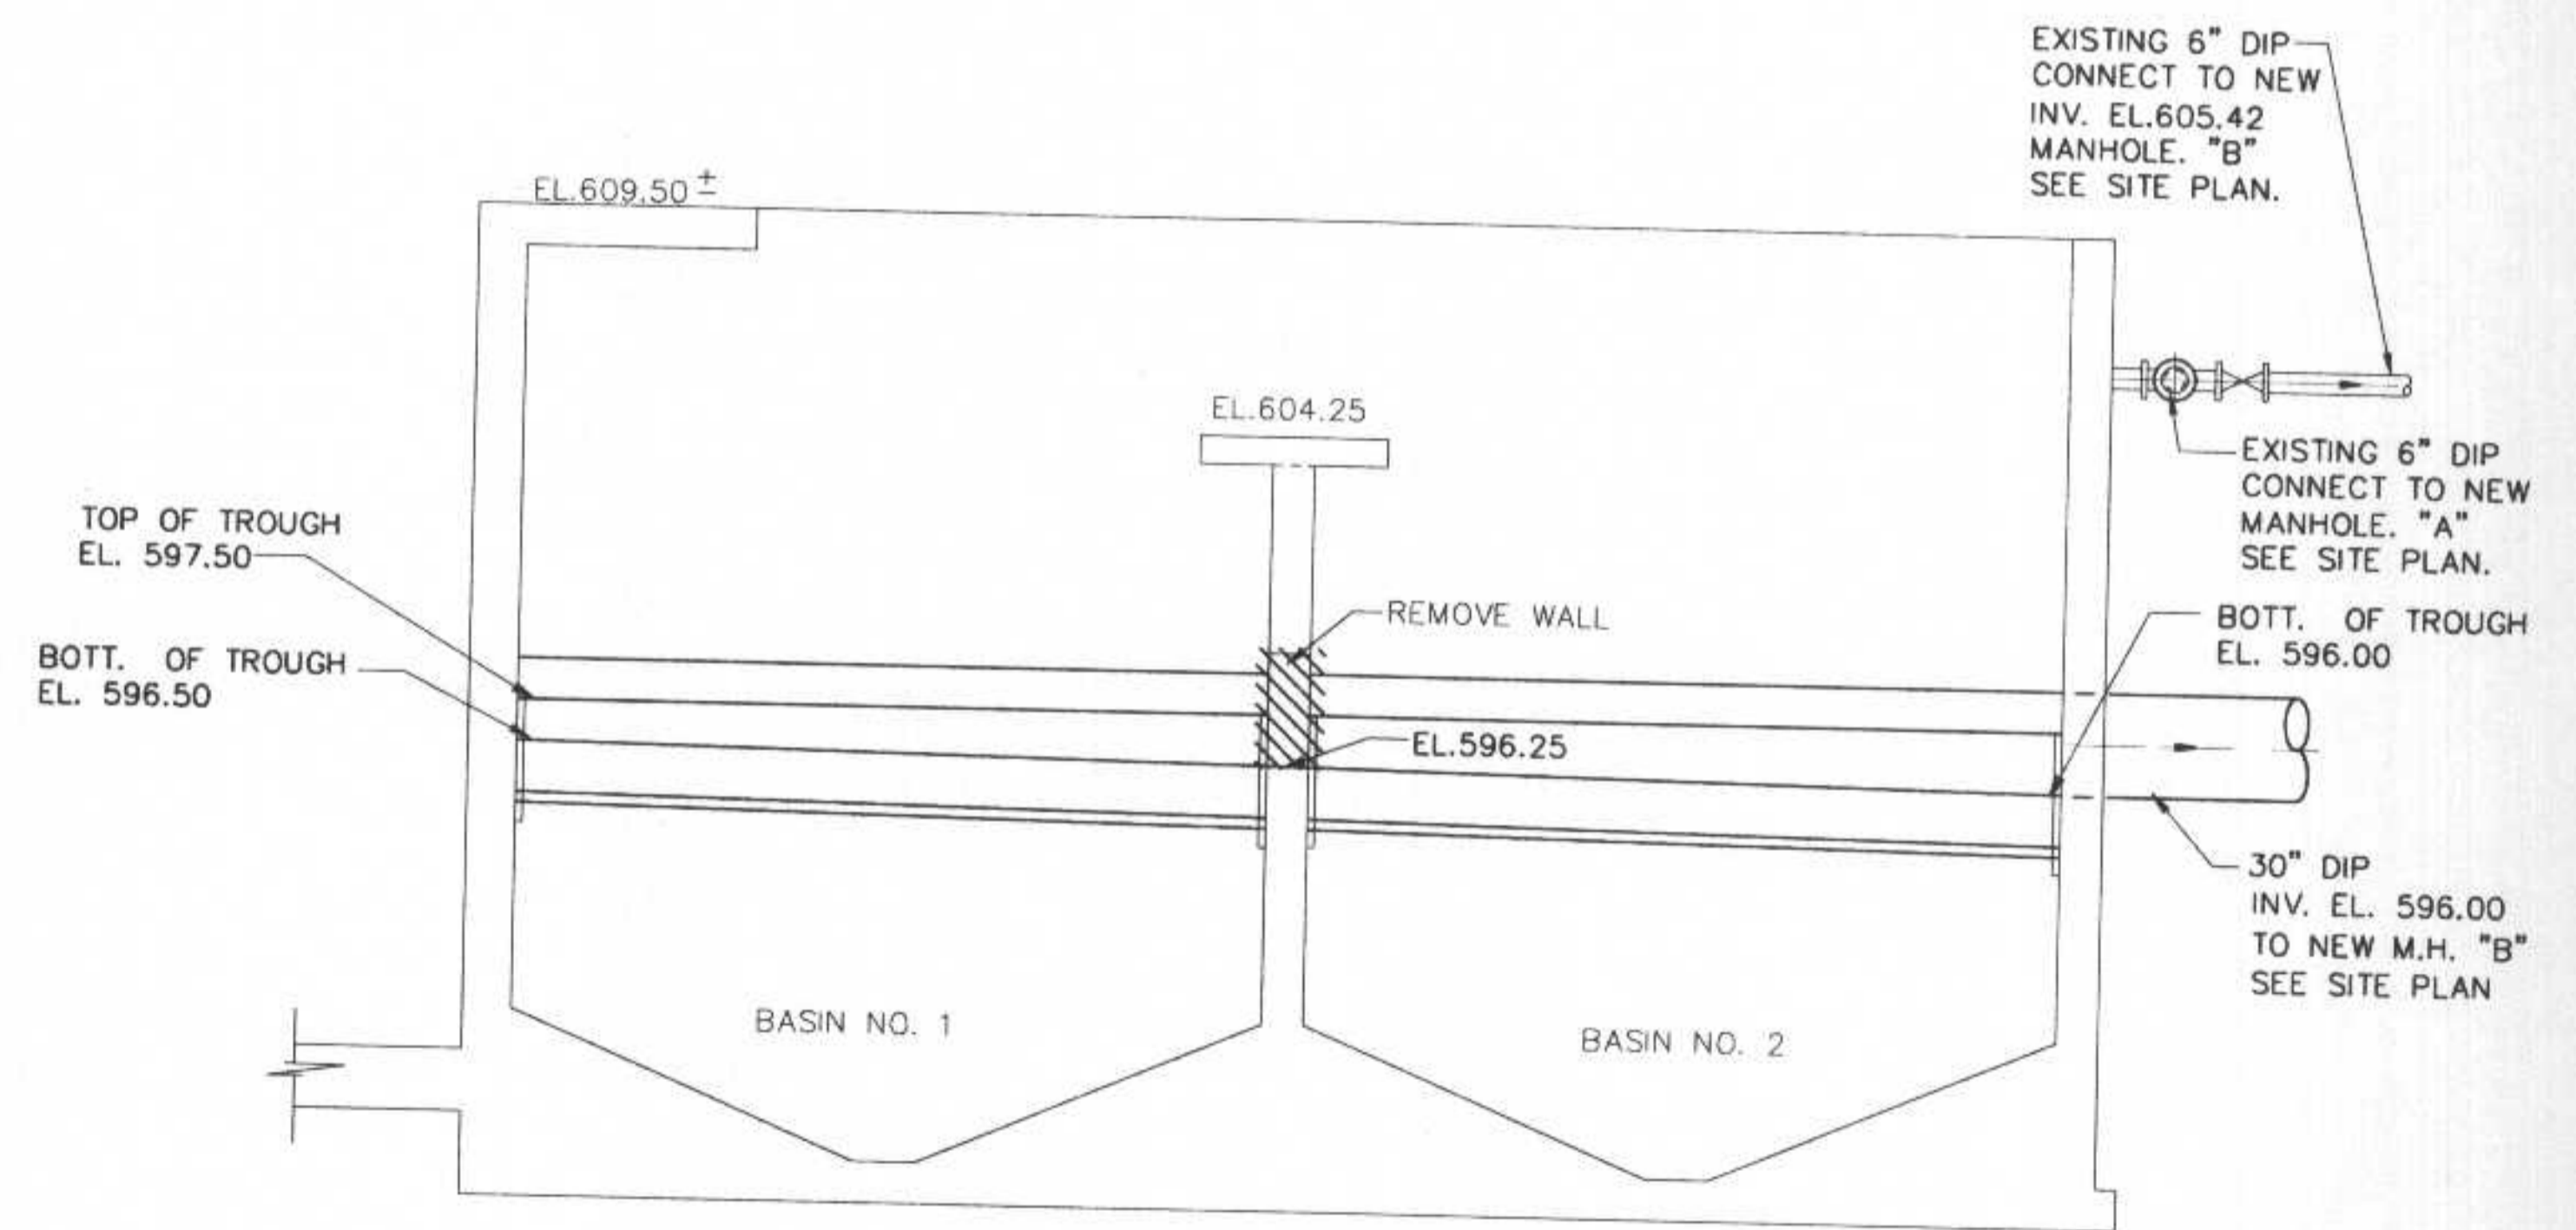 EXISTING 6" DIP
CONNECT TO NEW
INV. EL.605.42
MANHOLE. "B"
SEE SITE PLAN.
EL.609.50 ±
EL.604.25
EXISTING 6" DIP
CONNECT TO NEW
MANHOLE. "A"
SEE SITE PLAN.
TOP OF TROUGH
EL. 597.50
REMOVE WALL
BOTT. OF TROUGH
EL. 596.00
BOTT. OF TROUGH
EL. 596.50
EL.596.25
30" DIP
INV. EL. 596.00
TO NEW M.H. "B"
SEE SITE PLAN
BASIN NO. 1
BASIN NO. 2